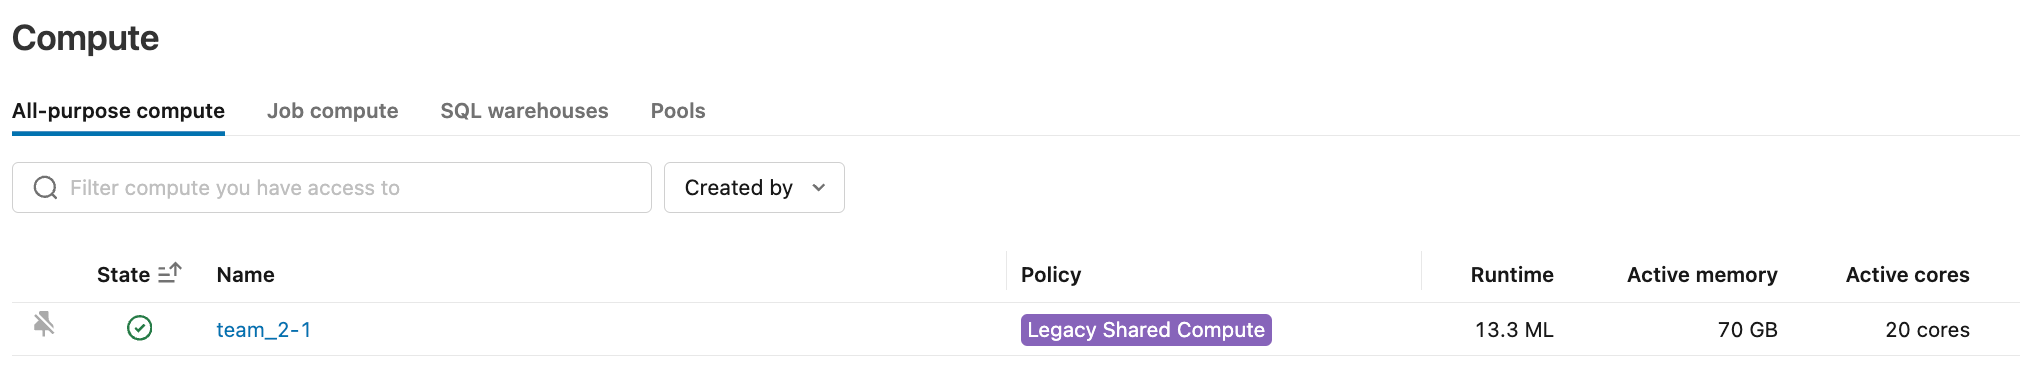 Compute
All-purpose compute Job compute SQL warehouses Pools
Filter compute you have access to Created by
State Name Policy Runtime Active memory Active cores
team_2-1 Legacy Shared Compute 13.3 ML 70 GB 20 cores